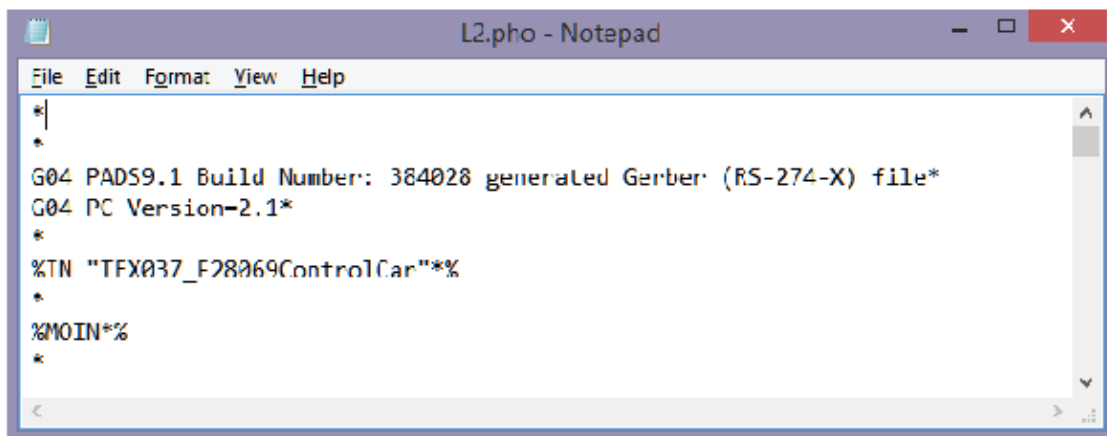 L2.pho - Notepad
File Edit Format View Help
*
*
G04 PADS9.1 Build Number: 384028 generated Gerber (RS-274-X) file*
G04 PC Version=2.1*
*
%IN "TEX037_F28069ControlCar"*%
*
%MOIN*%
*